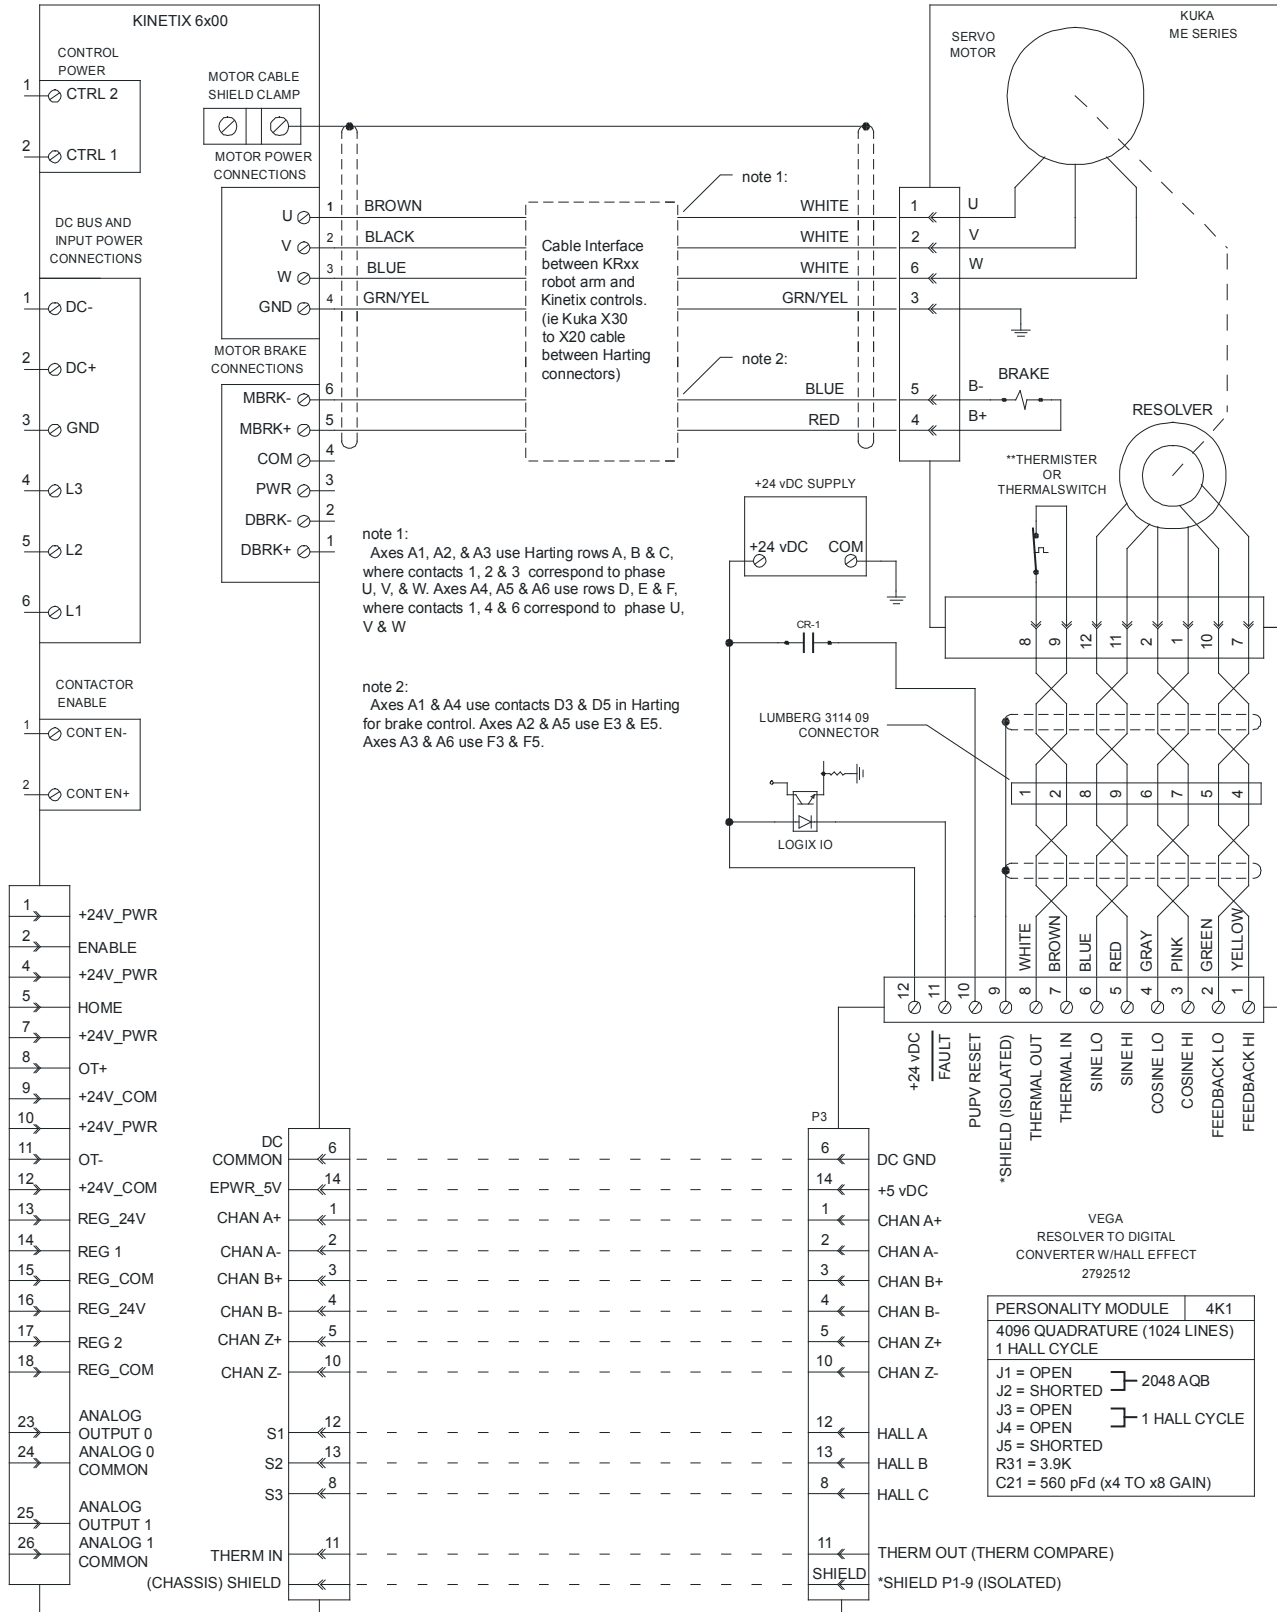 KINETIX 6x00
CONTROL
POWER
1 CTRL 2
2 CTRL 1
DC BUS AND
INPUT POWER
CONNECTIONS
1 DC-
2 DC+
3 GND
4 L3
5 L2
6 L1
CONTACTOR
ENABLE
1 CONT EN-
2 CONT EN+
MOTOR CABLE
SHIELD CLAMP
MOTOR POWER
CONNECTIONS
U 1 BROWN
V 2 BLACK
W 3 BLUE
GND 4 GRN/YEL
MOTOR BRAKE
CONNECTIONS
MBRK- 6
MBRK+ 5
COM 4
PWR 3
DBRK- 2
DBRK+ 1
Cable Interface
between KRxx
robot arm and
Kinetix controls.
(ie Kuka X30
to X20 cable
between Harting
connectors)
note 1:
note 2:
WHITE 1 U
WHITE 2 V
WHITE 6 W
GRN/YEL 3
BLUE 5 B-
RED 4 B+
BRAKE
KUKA
ME SERIES
SERVO
MOTOR
RESOLVER
**THERMISTER
OR
THERMALSWITCH
note 1:
Axes A1, A2, & A3 use Harting rows A, B & C,
where contacts 1, 2 & 3 correspond to phase
U, V, & W. Axes A4, A5 & A6 use rows D, E & F,
where contacts 1, 4 & 6 correspond to phase U,
V & W
note 2:
Axes A1 & A4 use contacts D3 & D5 in Harting
for brake control. Axes A2 & A5 use E3 & E5.
Axes A3 & A6 use F3 & F5.
+24 vDC SUPPLY
+24 vDC COM
CR-1
LUMBERG 3114 09
CONNECTOR
LOGIX IO
8 9 12 11 2 1 10 7
1 2 8 9 6 7 5 4
WHITE
BROWN
BLUE
RED
GRAY
PINK
GREEN
YELLOW
12 11 10 9 8 7 6 5 4 3 2 1
+24 vDC
FAULT
PUPV RESET
*SHIELD (ISOLATED)
THERMAL OUT
THERMAL IN
SINE LO
SINE HI
COSINE LO
COSINE HI
FEEDBACK LO
FEEDBACK HI
1 +24V_PWR
2 ENABLE
4 +24V_PWR
5 HOME
7 +24V_PWR
8 OT+
9 +24V_COM
10 +24V_PWR
11 OT-
12 +24V_COM
13 REG_24V
14 REG 1
15 REG_COM
16 REG_24V
17 REG 2
18 REG_COM
23 ANALOG
OUTPUT 0
24 ANALOG 0
COMMON
25 ANALOG
OUTPUT 1
26 ANALOG 1
COMMON
DC
COMMON 6
EPWR_5V 14
CHAN A+ 1
CHAN A- 2
CHAN B+ 3
CHAN B- 4
CHAN Z+ 5
CHAN Z- 10
S1 12
S2 13
S3 8
THERM IN 11
(CHASSIS) SHIELD
P3
6 DC GND
14 +5 vDC
1 CHAN A+
2 CHAN A-
3 CHAN B+
4 CHAN B-
5 CHAN Z+
10 CHAN Z-
12 HALL A
13 HALL B
8 HALL C
11 THERM OUT (THERM COMPARE)
SHIELD *SHIELD P1-9 (ISOLATED)
VEGA
RESOLVER TO DIGITAL
CONVERTER W/HALL EFFECT
2792512
PERSONALITY MODULE 4K1
4096 QUADRATURE (1024 LINES)
1 HALL CYCLE
J1 = OPEN
J2 = SHORTED
2048 AQB
J3 = OPEN
J4 = OPEN
1 HALL CYCLE
J5 = SHORTED
R31 = 3.9K
C21 = 560 pFd (x4 TO x8 GAIN)